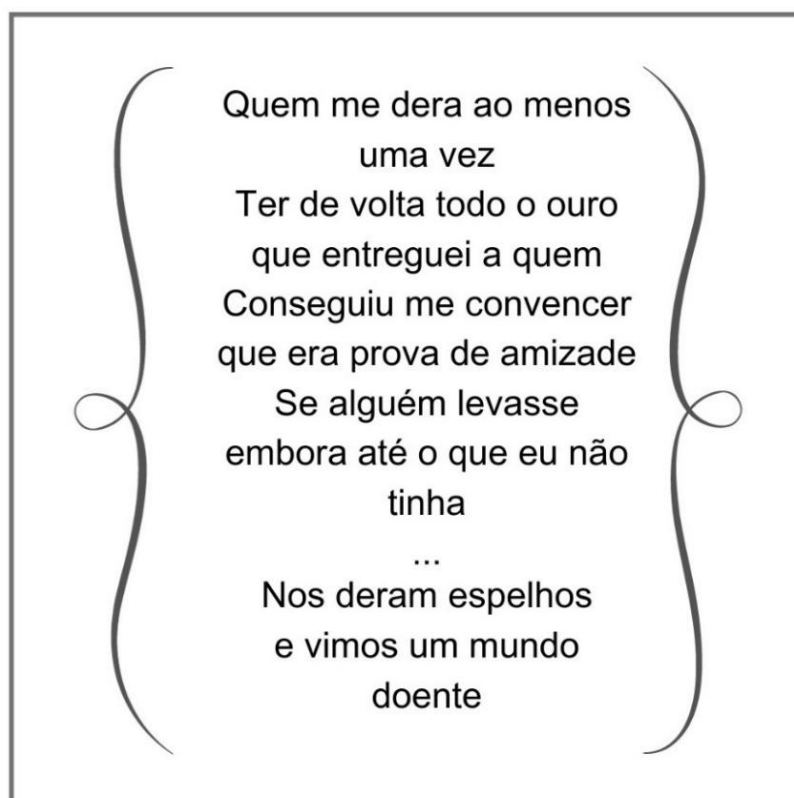 Quem me dera ao menos
uma vez
Ter de volta todo o ouro
que entreguei a quem
Conseguiu me convencer
que era prova de amizade
Se alguém levasse
embora até o que eu não
tinha
...
Nos deram espelhos
e vimos um mundo
doente